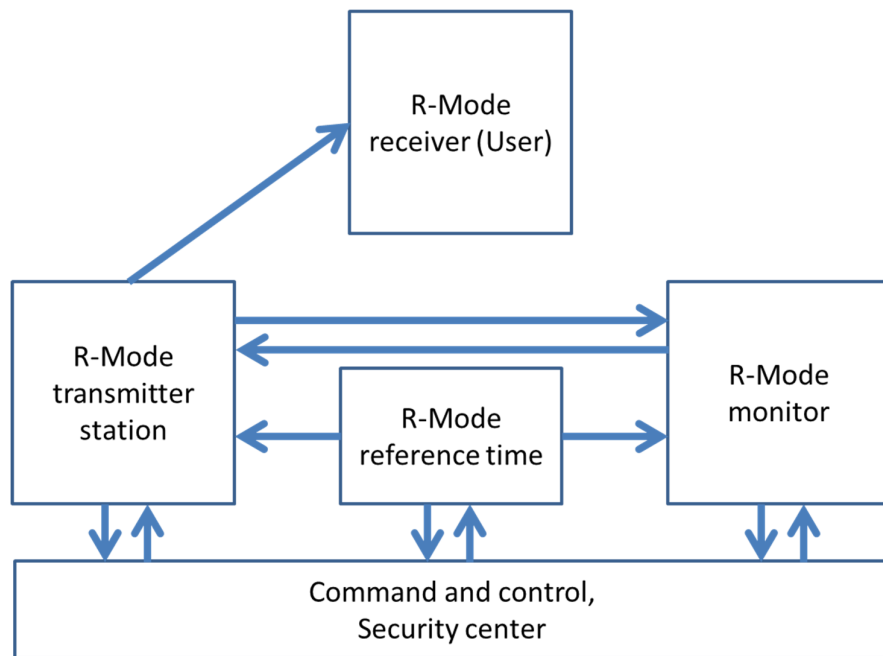 R-Mode
receiver (User)
R-Mode
transmitter
station
R-Mode
reference time
R-Mode
monitor
Command and control,
Security center